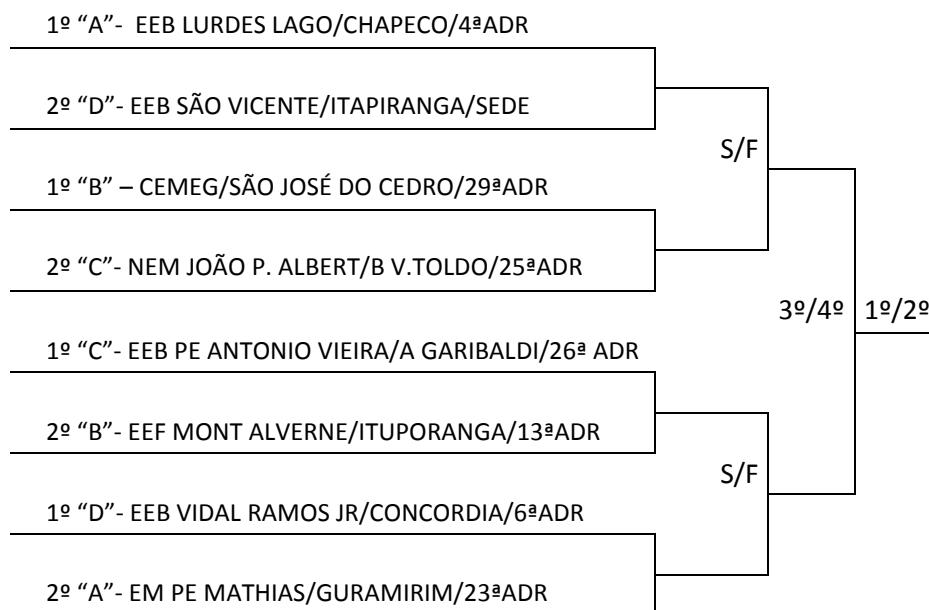 1º “A”- EEB LURDES LAGO/CHAPECO/4ªADR
2º “D”- EEB SÃO VICENTE/ITAPIRANGA/SEDE
S/F
1º “B” – CEMEG/SÃO JOSÉ DO CEDRO/29ªADR
2º “C”- NEM JOÃO P. ALBERT/B V.TOLDO/25ªADR
3º/4º 1º/2º
1º “C”- EEB PE ANTONIO VIEIRA/A GARIBALDI/26ª ADR
2º “B”- EEF MONT ALVERNE/ITUPORANGA/13ªADR
S/F
1º “D”- EEB VIDAL RAMOS JR/CONCORDIA/6ªADR
2º “A”- EM PE MATHIAS/GURAMIRIM/23ªADR